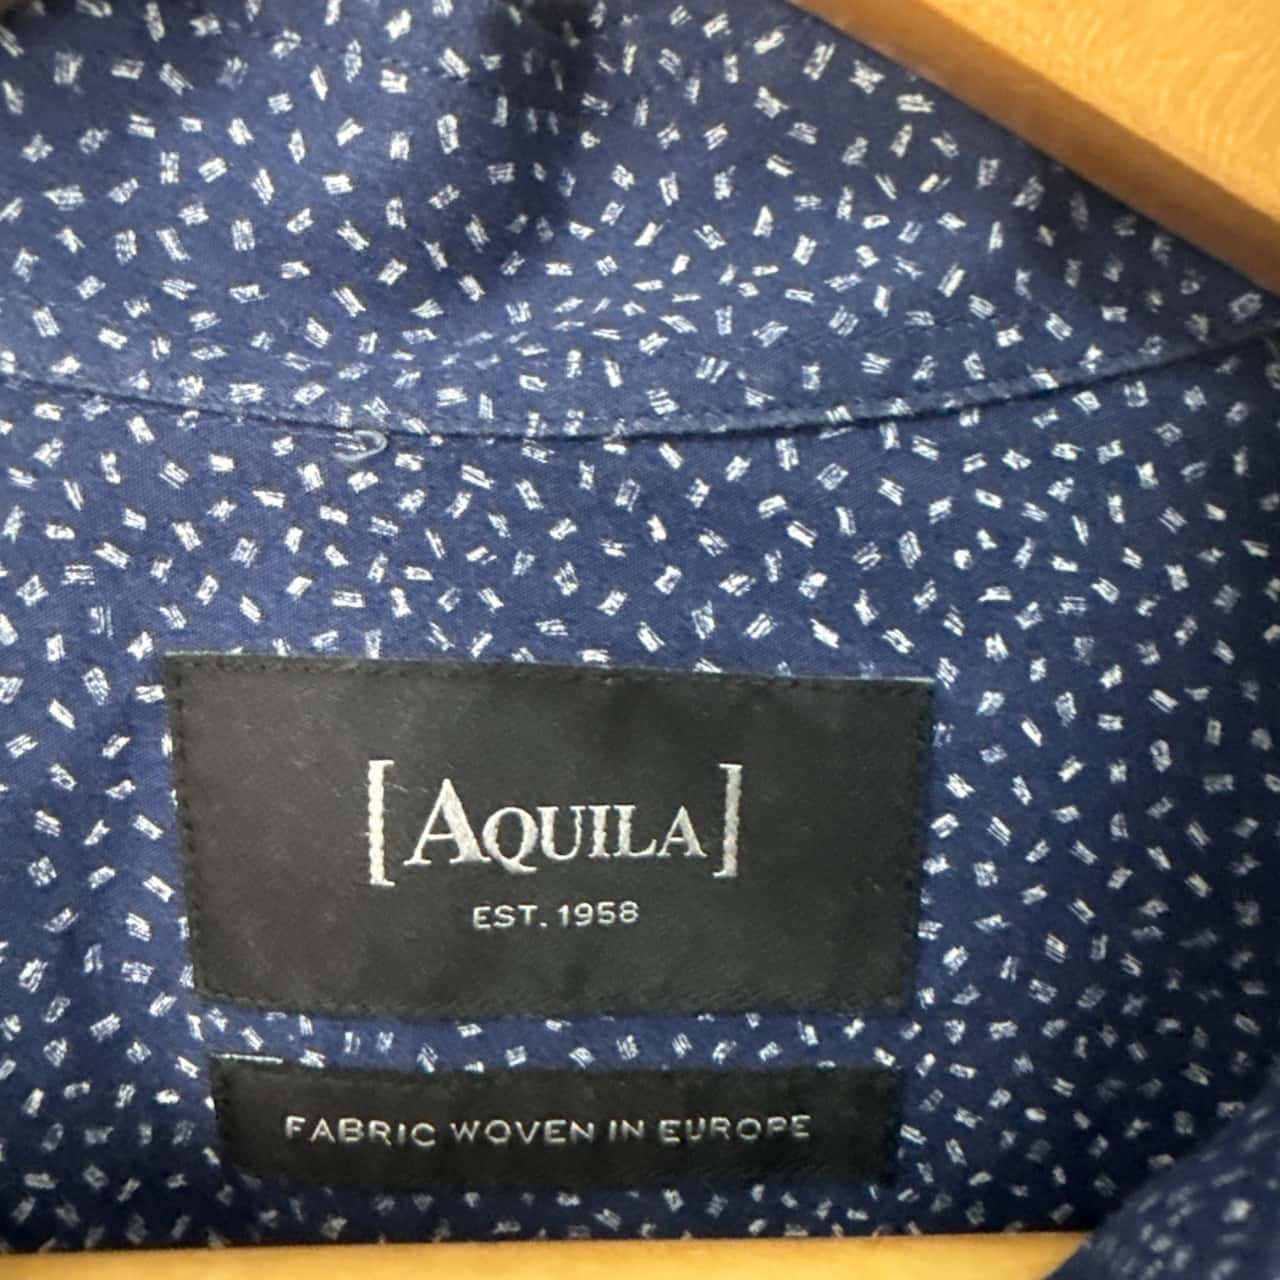 [AQUILA]
EST. 1958
FABRIC WOVEN IN EUROPE